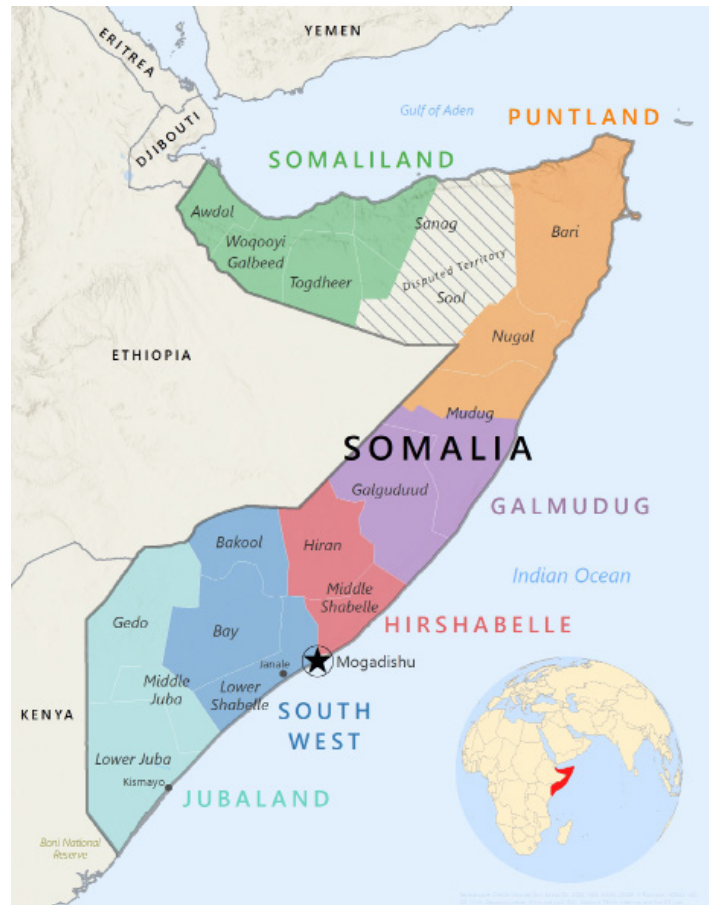 YEMEN
ERITREA
Gulf of Aden
PUNTLAND
DJIBOUTI
SOMALILAND
Awdal
Sanag
Bari
Woqooyi
Galbeed
Togdheer
Disputed Territory
Sool
Nugal
ETHIOPIA
Mudug
SOMALIA
Galguduud
GALMUDUG
Bakool
Hiran
Indian Ocean
Middle
Shabelle
Gedo
Bay
HIRSHABELLE
Janale
Mogadishu
Middle
Juba
Lower
Shabelle
SOUTH
WEST
KENYA
Lower Juba
Kismayo
JUBALAND
Boni National
Reserve